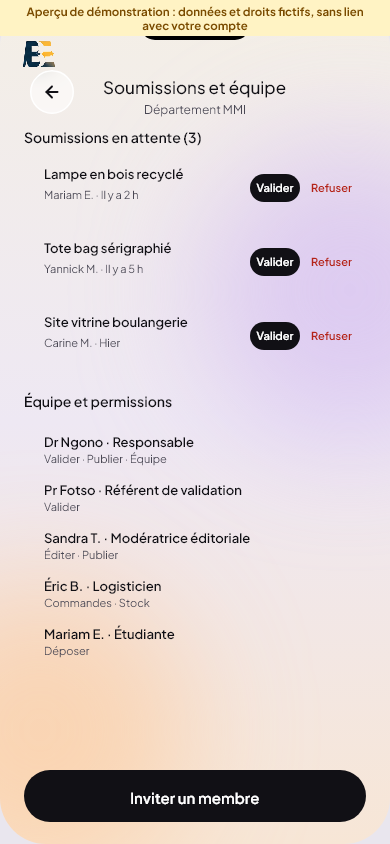 Aperçu de démonstration : données et droits fictifs, sans lien
avec votre compte
Soumissions et équipe
Département MMI
Soumissions en attente (3)
Lampe en bois recyclé
Mariam E. · Il y a 2 h
Valider
Refuser
Tote bag sérigraphié
Yannick M. · Il y a 5 h
Valider
Refuser
Site vitrine boulangerie
Carine M. · Hier
Valider
Refuser
Équipe et permissions
Dr Ngono · Responsable
Valider · Publier · Équipe
Pr Fotso · Référent de validation
Valider
Sandra T. · Modératrice éditoriale
Éditer · Publier
Éric B. · Logisticien
Commandes · Stock
Mariam E. · Étudiante
Déposer
Inviter un membre